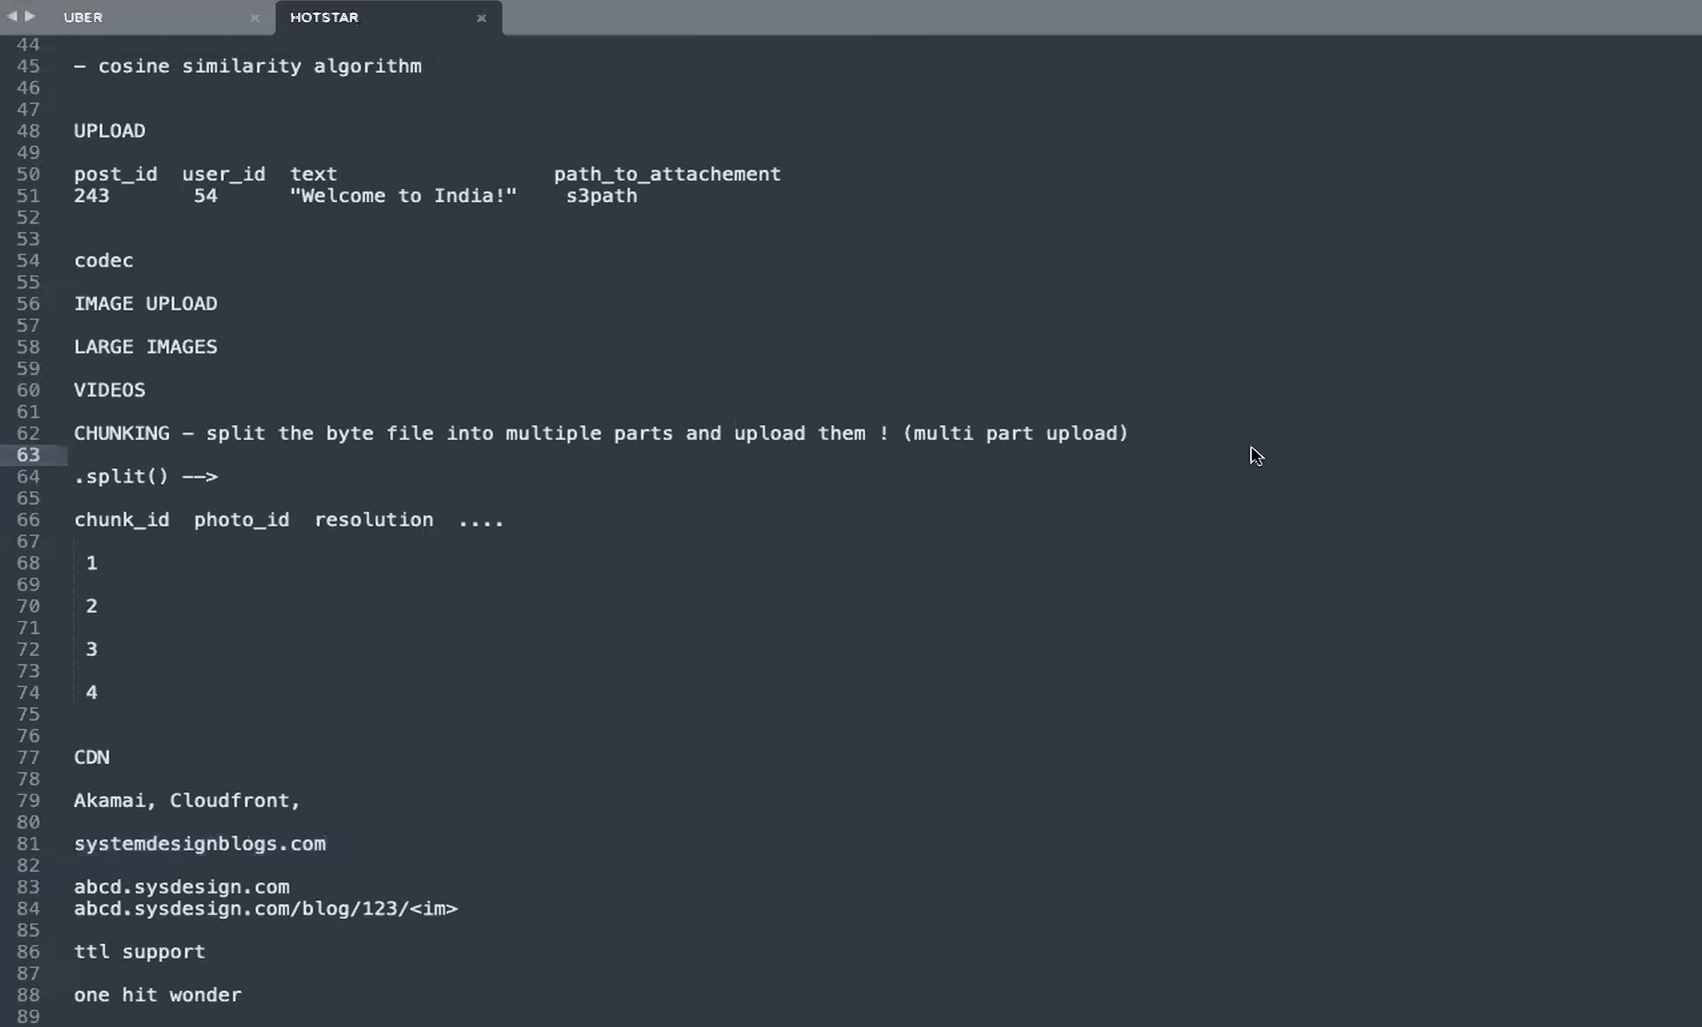 UBER
HOTSTAR
44
45 – cosine similarity algorithm
46
47
48 UPLOAD
49
50 post_id user_id text path_to_attachement
51 243 54 "Welcome to India!" s3path
52
53
54 codec
55
56 IMAGE UPLOAD
57
58 LARGE IMAGES
59
60 VIDEOS
61
62 CHUNKING – split the byte file into multiple parts and upload them ! (multi part upload)
63
64 .split() ––>
65
66 chunk_id photo_id resolution ....
67
68 1
69
70 2
71
72 3
73
74 4
75
76
77 CDN
78
79 Akamai, Cloudfront,
80
81 systemdesignblogs.com
82
83 abcd.sysdesign.com
84 abcd.sysdesign.com/blog/123/<im>
85
86 ttl support
87
88 one hit wonder
89